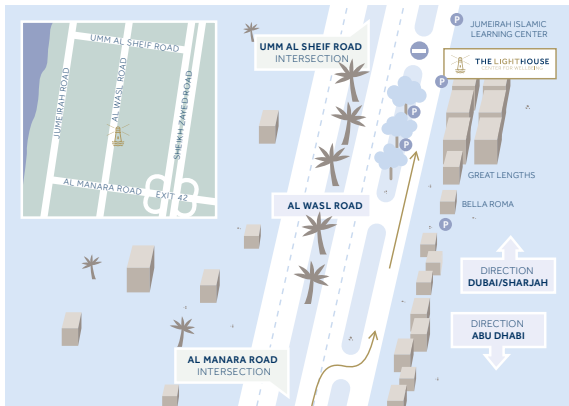 UMM AL SHEIF ROAD
JUMEIRAH ROAD
AL WASL ROAD
SHEIKH ZAYED ROAD
AL MANARA ROAD
EXIT 42
UMM AL SHEIF ROAD
INTERSECTION
P
JUMEIRAH ISLAMIC
LEARNING CENTER
THE LIGHTHOUSE
CENTER FOR WELLBEING
P
P
P
GREAT LENGTHS
AL WASL ROAD
BELLA ROMA
P
DIRECTION
DUBAI/SHARJAH
DIRECTION
ABU DHABI
AL MANARA ROAD
INTERSECTION